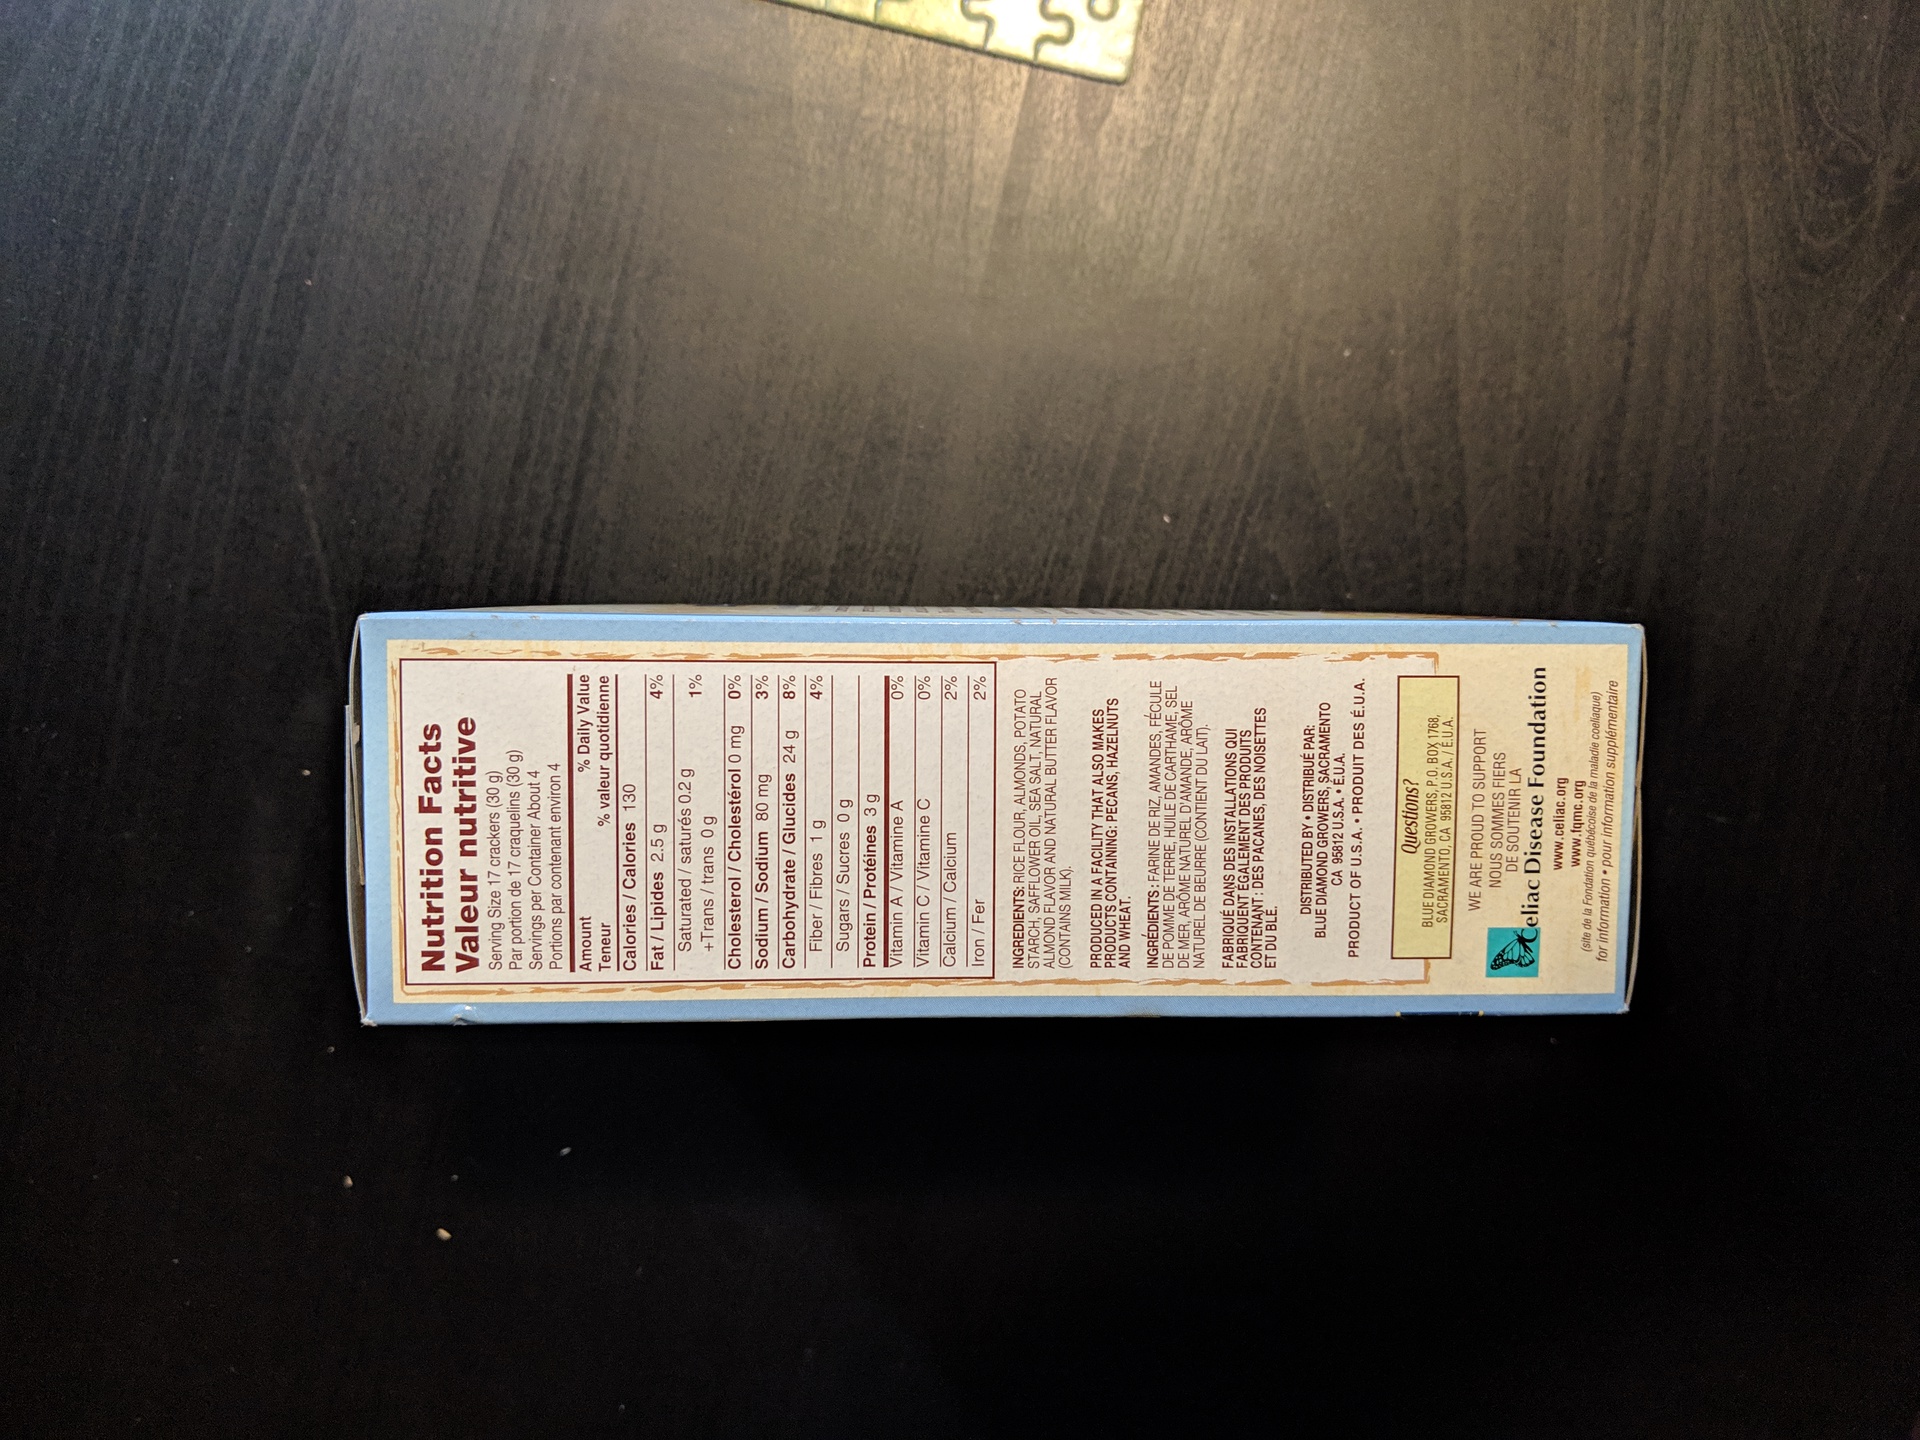 Nutrition Facts
Valeur nutritive
Serving Size 17 crackers (30 g)
Par portion de 17 craquelins (30 g)
Servings per Container About 4
Portions par contenant environ 4
Amount % Daily Value
Teneur % valeur quotidienne
Calories / Calories 130
Fat / Lipides 2.5 g 4%
Saturated / saturés 0.2 g
+Trans / trans 0 g 1%
Cholesterol / Cholestérol 0 mg 0%
Sodium / Sodium 80 mg 3%
Carbohydrate / Glucides 24 g 8%
Fiber / Fibres 1 g 4%
Sugars / Sucres 0 g
Protein / Protéines 3 g
Vitamin A / Vitamine A 0%
Vitamin C / Vitamine C 0%
Calcium / Calcium 2%
Iron / Fer 2%
INGREDIENTS: RICE FLOUR, ALMONDS, POTATO
STARCH, SAFFLOWER OIL, SEA SALT, NATURAL
ALMOND FLAVOR AND NATURAL BUTTER FLAVOR
(CONTAINS MILK).
PRODUCED IN A FACILITY THAT ALSO MAKES
PRODUCTS CONTAINING: PECANS, HAZELNUTS
AND WHEAT.
INGRÉDIENTS : FARINE DE RIZ, AMANDES, FÉCULE
DE POMME DE TERRE, HUILE DE CARTHAME, SEL
DE MER, ARÔME NATUREL D'AMANDE, ARÔME
NATUREL DE BEURRE (CONTIENT DU LAIT).
FABRIQUÉ DANS DES INSTALLATIONS QUI
FABRIQUENT ÉGALEMENT DES PRODUITS
CONTENANT : DES PACANES, DES NOISETTES
ET DU BLÉ.
DISTRIBUTED BY • DISTRIBUÉ PAR:
BLUE DIAMOND GROWERS, SACRAMENTO
CA 95812 U.S.A. • É.U.A.
PRODUCT OF U.S.A. • PRODUIT DES É.U.A.
Questions?
BLUE DIAMOND GROWERS, P.O. BOX 1768,
SACRAMENTO, CA 95812 U.S.A. / É.U.A.
WE ARE PROUD TO SUPPORT
NOUS SOMMES FIERS
DE SOUTENIR LA
Celiac Disease Foundation
www.celiac.org
www.fqmc.org
(site de la Fondation québécoise de la maladie coeliaque)
for information • pour information supplémentaire